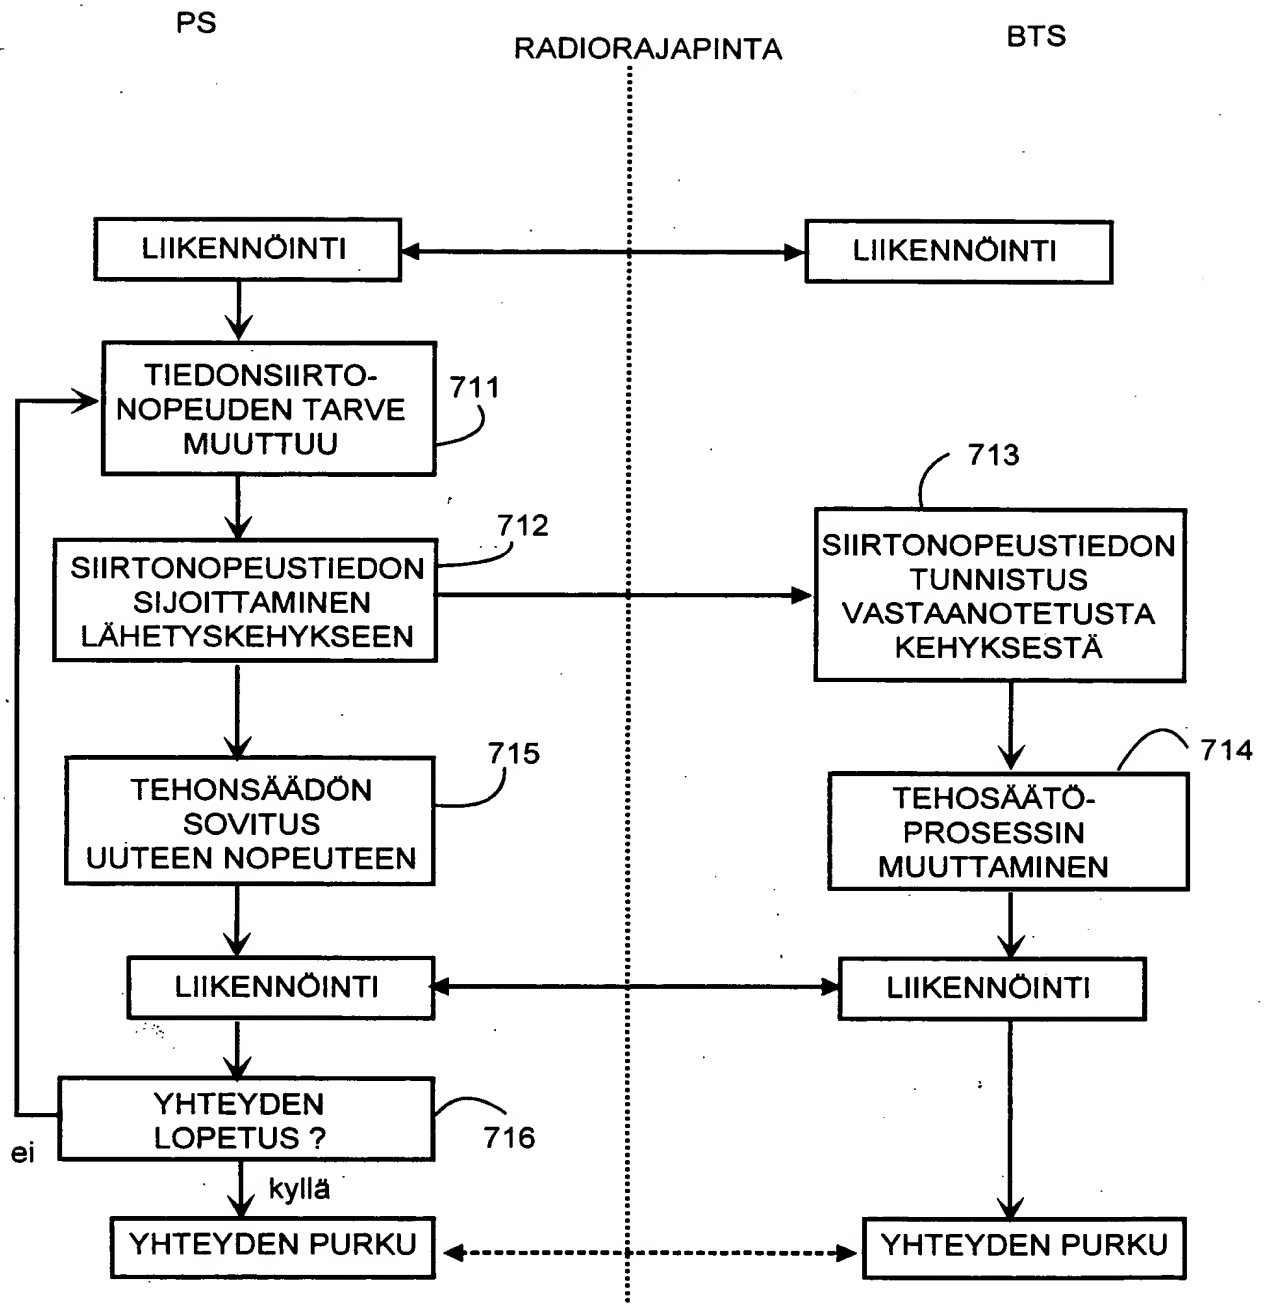 PS
RADIORAJAPINTA
BTS
LIIKENNÖINTI
LIIKENNÖINTI
TIEDONSIIRTO-
NOPEUDEN TARVE
MUUTTUU
711
712
SIIRTONOPEUSTIEDON
SIJOITTAMINEN
LÄHETYSKEHYKSEEN
713
SIIRTONOPEUSTIEDON
TUNNISTUS
VASTAANOTETUSTA
KEHYKSESTÄ
715
TEHONSÄÄDÖN
SOVITUS
UUTEEN NOPEUTEEN
714
TEHOSÄÄTÖ-
PROSESSIN
MUUTTAMINEN
LIIKENNÖINTI
LIIKENNÖINTI
YHTEYDEN
LOPETUS ?
716
ei
kyllä
YHTEYDEN PURKU
YHTEYDEN PURKU